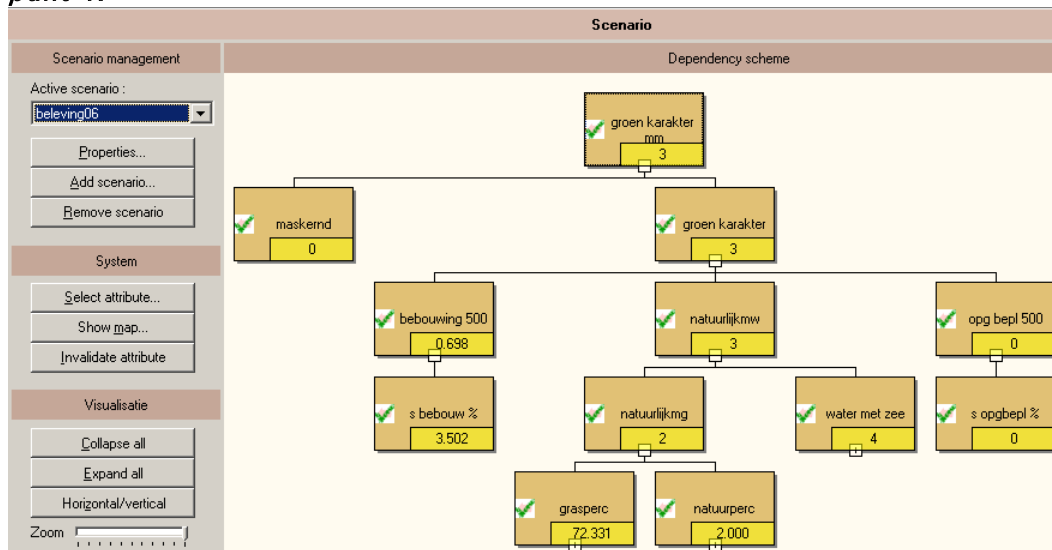 Scenario
Scenario management
Dependency scheme
Active scenario :
beleving06
Properties...
Add scenario...
Remove scenario
System
Select attribute...
Show map...
Invalidate attribute
Visualisatie
Collapse all
Expand all
Horizontal/vertical
Zoom
groen karakter
mm
3
maskernd
0
groen karakter
3
bebouwing 500
0.698
natuurlijkmw
3
opg bepl 500
0
s bebouw %
3.502
natuurlijkmg
2
water met zee
4
s opgbepl %
0
grasperc
72.331
natuurperc
2.000